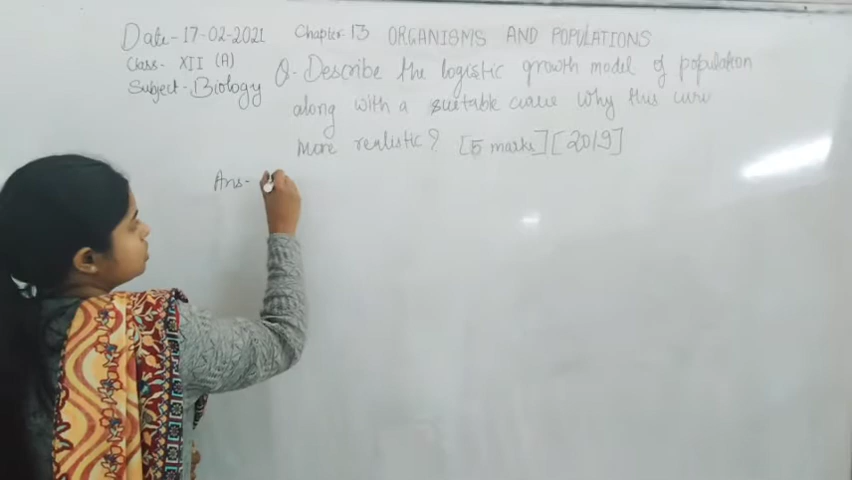 Date - 17-02-2021 Chapter 13 ORGANISMS AND POPULATIONS
Class - XII (A)
Subject - Biology
Q. Describe the logistic growth model of population
along with a suitable curve why this curve
more realistic? [5 marks] [2019]
Ans -